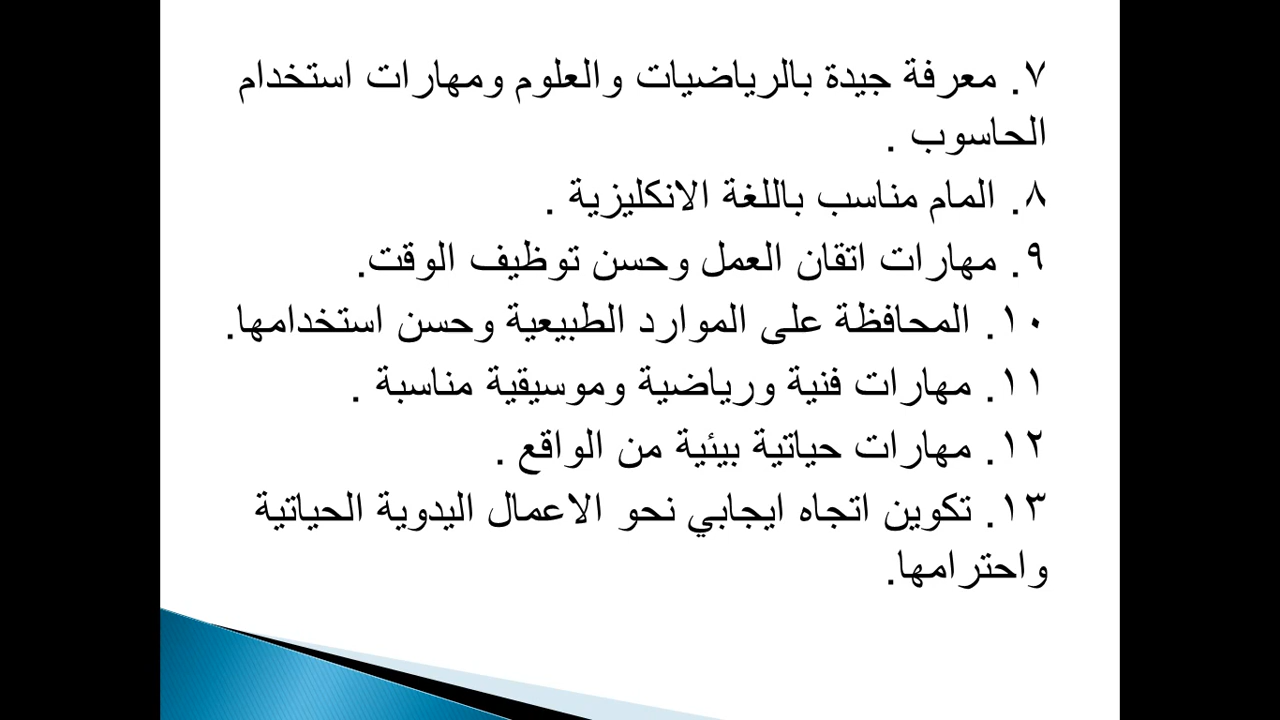 ٧. معرفة جيدة بالرياضيات والعلوم ومهارات استخدام
الحاسوب .
٨. المام مناسب باللغة الانكليزية .
٩. مهارات اتقان العمل وحسن توظيف الوقت.
١٠. المحافظة على الموارد الطبيعية وحسن استخدامها.
١١. مهارات فنية ورياضية وموسيقية مناسبة .
١٢. مهارات حياتية بيئية من الواقع .
١٣. تكوين اتجاه ايجابي نحو الاعمال اليدوية الحياتية
واحترامها.